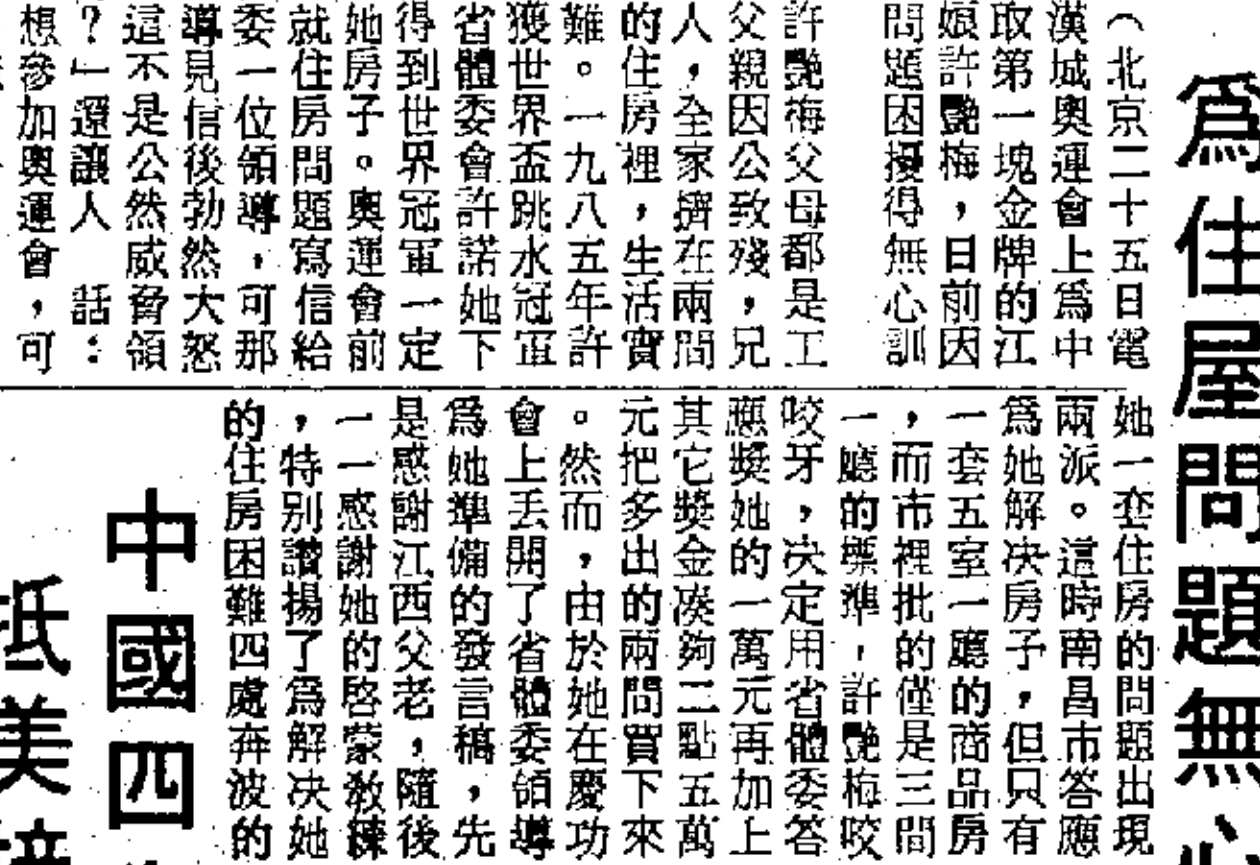 爲住屋問題無心
(北京二十五日電
漢城奧運會上爲中
取第一塊金牌的江
娘許艷梅,日前因
問題困擾得無心訓
許艷梅父母都是工
父親因公致殘,兄
人,全家擠在兩間
的住房裡,生活實
難。一九八五年許
獲世界盃跳水冠軍
省體委會許諾她下
得到世界冠軍一定
她房子。奧運會前
就住房問題寫信給
委一位領導,可那
導見信後勃然大怒
這不是公然威脅領
?」還讓人 話:
想參加奧運會,可
她一套住房的問題出現
兩派。這時南昌市答應
爲她解决房子,但只有
一套五室一廳的商品房
,而市裡批的僅是三間
一廳的標準,許艷梅咬
咬牙,决定用省體委答
應獎她的一萬元再加上
其它獎金凑夠二點五萬
元把多出的兩問買下來
。然而,由於她在慶功
會上丢開了省體委領導
爲她準備的發言稿,先
是感謝江西父老,隨後
一一感謝她的啓蒙教練
,特别讚揚了爲解决她
的住房困難四處奔波的
中國四
抵美